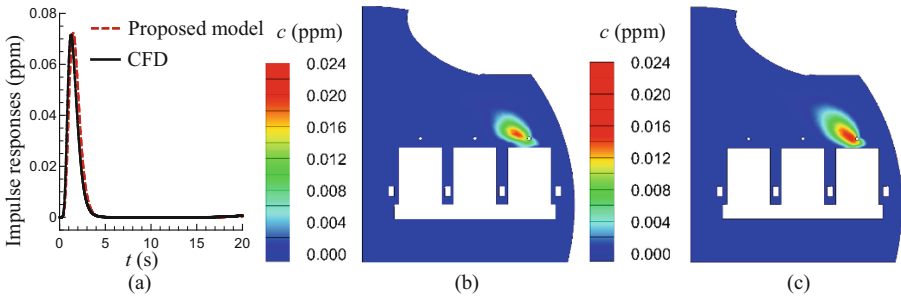 Impulse responses (ppm)
0.08
0.06
0.04
0.02
0
0 5 10 15 20
t (s)
Proposed model
CFD
(a)
c (ppm)
0.024
0.020
0.016
0.012
0.008
0.004
0.000
(b)
c (ppm)
0.024
0.020
0.016
0.012
0.008
0.004
0.000
(c)